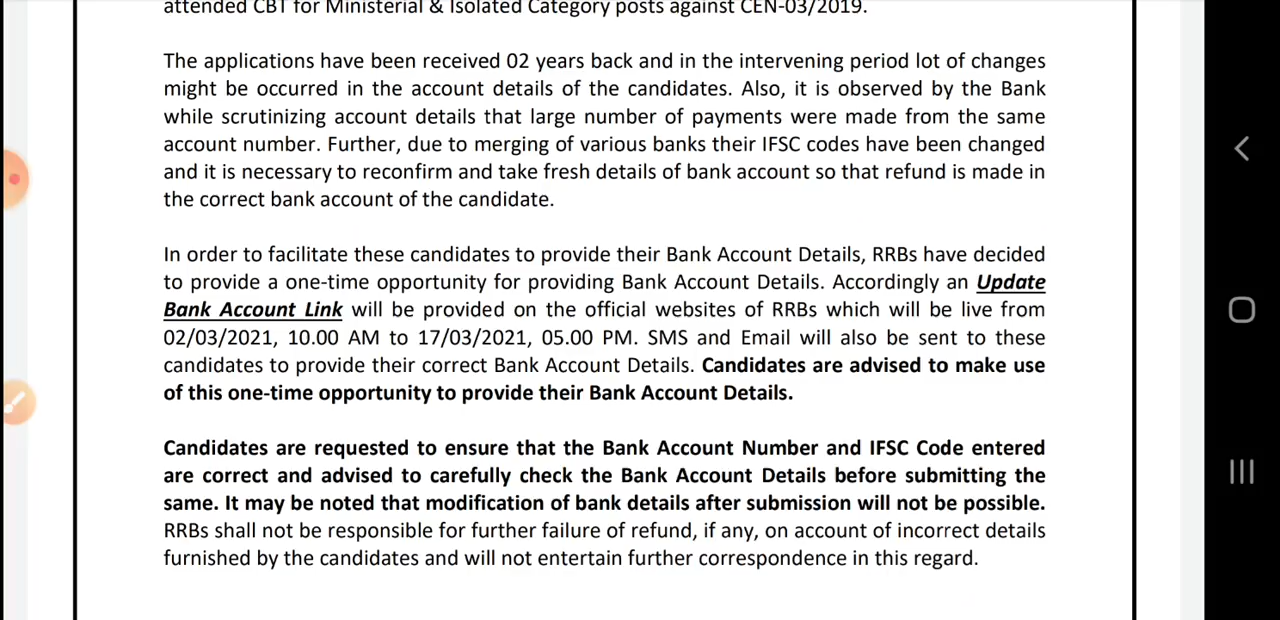 attended CBT for Ministerial & Isolated Category posts against CEN-03/2019.
The applications have been received 02 years back and in the intervening period lot of changes
might be occurred in the account details of the candidates. Also, it is observed by the Bank
while scrutinizing account details that large number of payments were made from the same
account number. Further, due to merging of various banks their IFSC codes have been changed
and it is necessary to reconfirm and take fresh details of bank account so that refund is made in
the correct bank account of the candidate.
In order to facilitate these candidates to provide their Bank Account Details, RRBs have decided
to provide a one-time opportunity for providing Bank Account Details. Accordingly an Update
Bank Account Link will be provided on the official websites of RRBs which will be live from
02/03/2021, 10.00 AM to 17/03/2021, 05.00 PM. SMS and Email will also be sent to these
candidates to provide their correct Bank Account Details. Candidates are advised to make use
of this one-time opportunity to provide their Bank Account Details.
Candidates are requested to ensure that the Bank Account Number and IFSC Code entered
are correct and advised to carefully check the Bank Account Details before submitting the
same. It may be noted that modification of bank details after submission will not be possible.
RRBs shall not be responsible for further failure of refund, if any, on account of incorrect details
furnished by the candidates and will not entertain further correspondence in this regard.